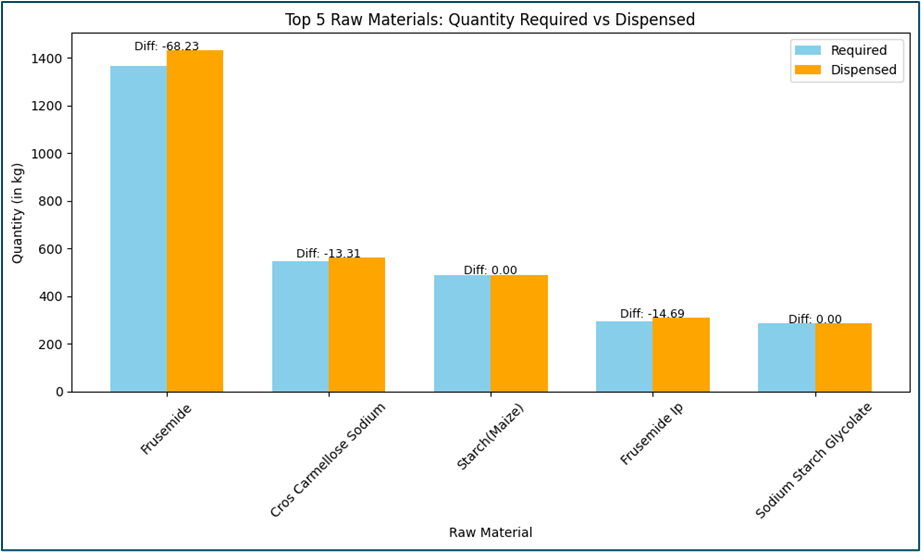 Top 5 Raw Materials: Quantity Required vs Dispensed
Required
Dispensed
Diff: -68.23
Diff: -13.31
Diff: 0.00
Diff: -14.69
Diff: 0.00
Quantity (in kg)
1400
1200
1000
800
600
400
200
0
Frusemide
Cros Carmellose Sodium
Starch(Maize)
Frusemide Ip
Sodium Starch Glycolate
Raw Material